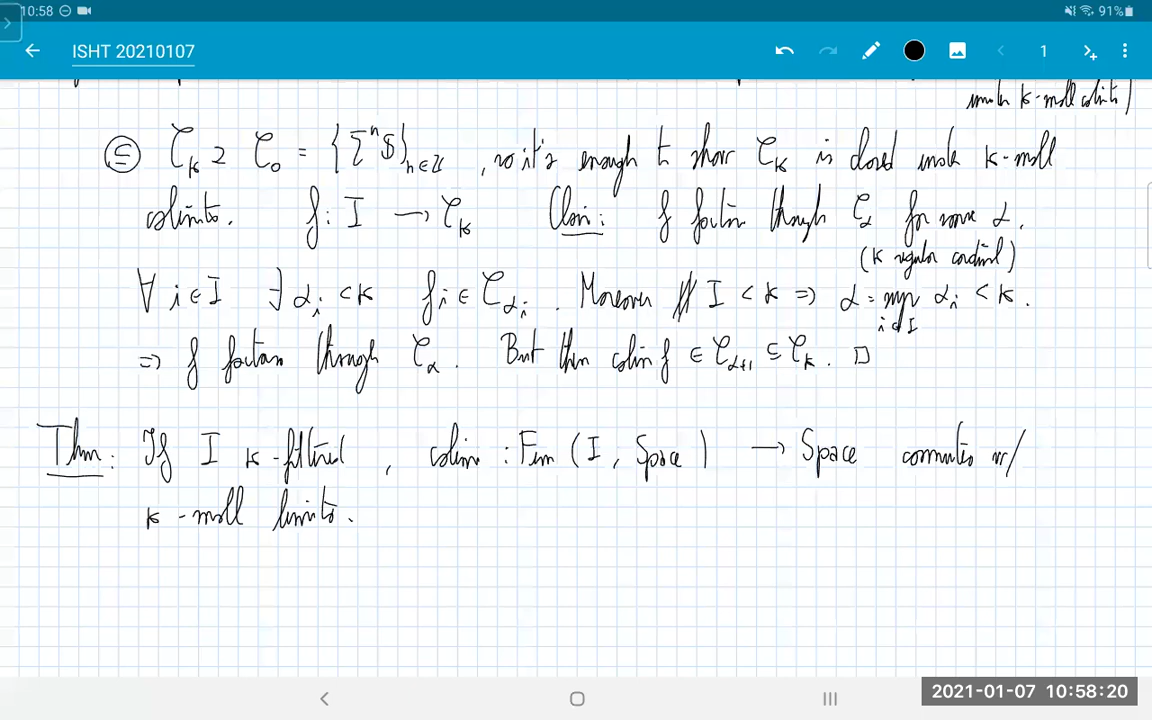 10:58 91%
ISHT 20210107 1
under κ-small colimits)
⊆ 𝒞_κ ⊇ 𝒞_0 = {Σ^n 𝕊}_{n∈ℤ}, so it's enough to show 𝒞_κ is closed under κ-small
colimits. f: I → 𝒞_κ Claim: f factors through 𝒞_α for some α.
(κ regular cardinal)
∀ i∈I ∃ α_i < κ f_i ∈ 𝒞_{α_i}. Moreover # I < κ ⇒ α = sup_{i∈I} α_i < κ.
⇒ f factors through 𝒞_α. But then colim f ∈ 𝒞_{α+1} ⊆ 𝒞_κ. □
Thm: If I κ-filtered, colim: Fun (I, Space) → Space commutes w/
κ-small limits.
2021-01-07 10:58:20